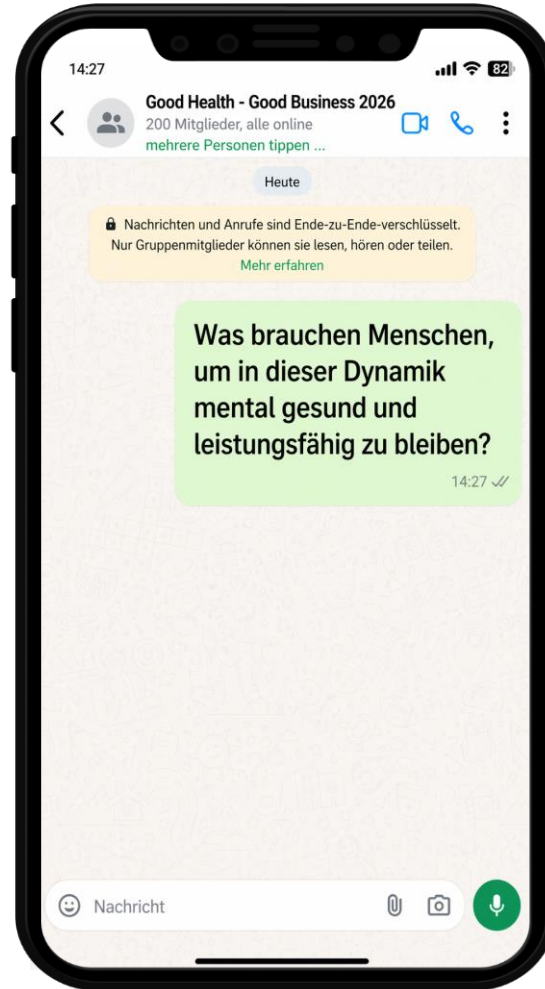 14:27
82
Good Health - Good Business 2026
200 Mitglieder, alle online
mehrere Personen tippen ...
Heute
Nachrichten und Anrufe sind Ende-zu-Ende-verschlüsselt.
Nur Gruppenmitglieder können sie lesen, hören oder teilen.
Mehr erfahren
Was brauchen Menschen,
um in dieser Dynamik
mental gesund und
leistungsfähig zu bleiben?
14:27
Nachricht